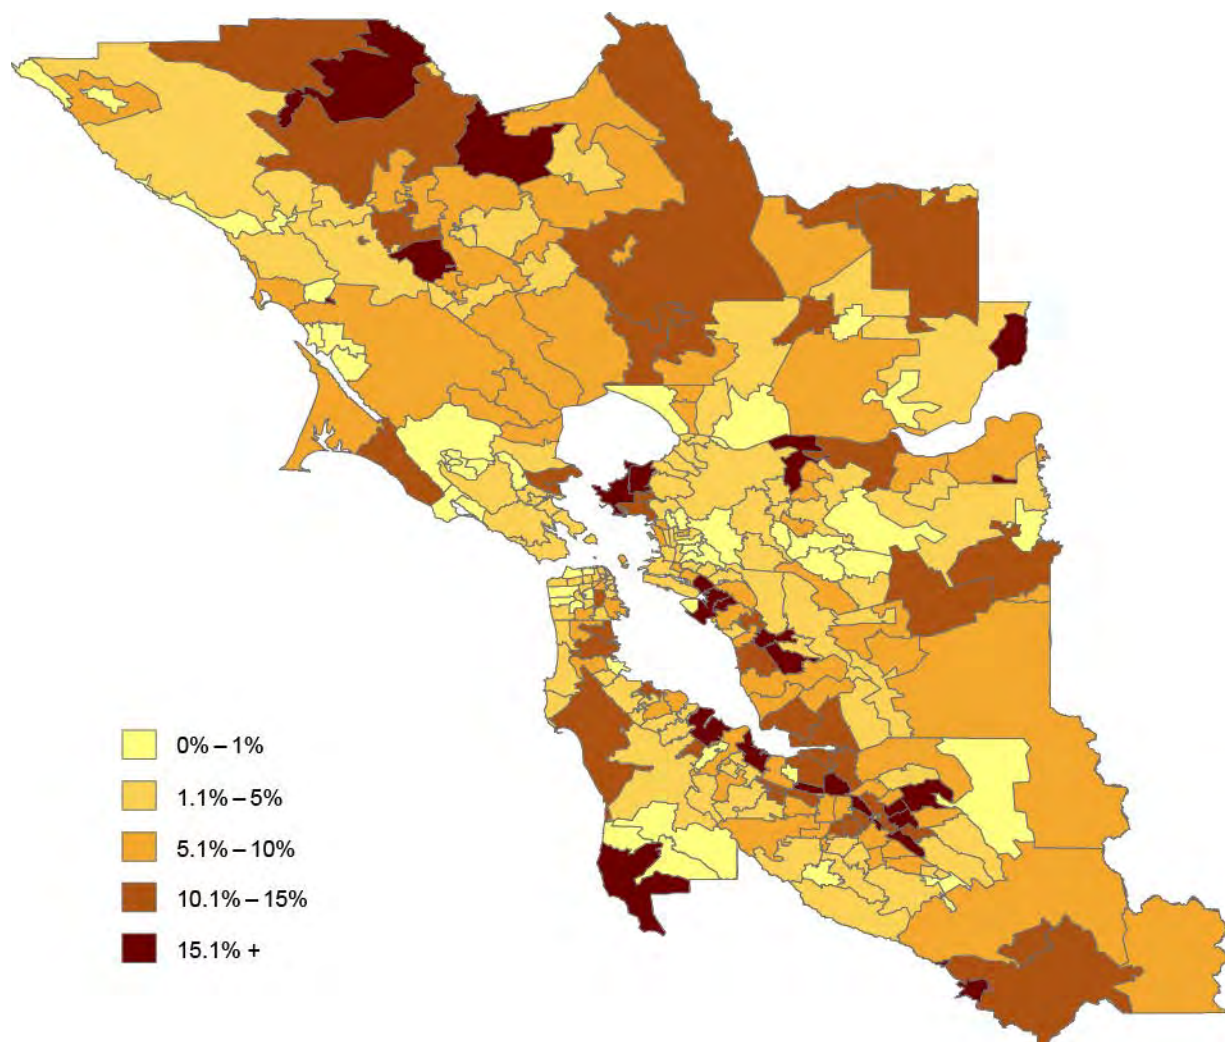 0% – 1%
1.1% – 5%
5.1% – 10%
10.1% – 15%
15.1% +